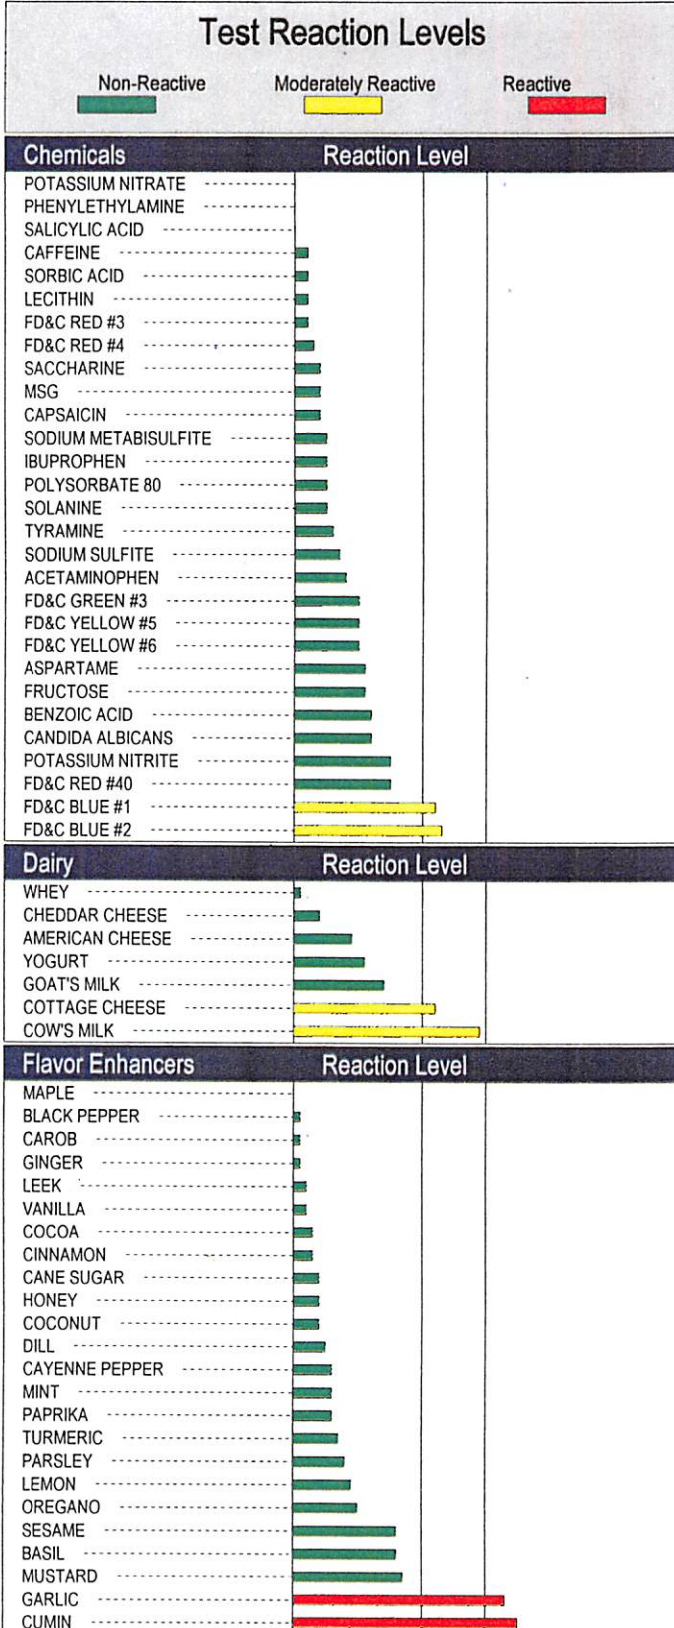 Test Reaction Levels
Non-Reactive Moderately Reactive Reactive
Chemicals Reaction Level
POTASSIUM NITRATE
PHENYLETHYLAMINE
SALICYLIC ACID
CAFFEINE
SORBIC ACID
LECITHIN
FD&C RED #3
FD&C RED #4
SACCHARINE
MSG
CAPSAICIN
SODIUM METABISULFITE
IBUPROPHEN
POLYSORBATE 80
SOLANINE
TYRAMINE
SODIUM SULFITE
ACETAMINOPHEN
FD&C GREEN #3
FD&C YELLOW #5
FD&C YELLOW #6
ASPARTAME
FRUCTOSE
BENZOIC ACID
CANDIDA ALBICANS
POTASSIUM NITRITE
FD&C RED #40
FD&C BLUE #1
FD&C BLUE #2
Dairy Reaction Level
WHEY
CHEDDAR CHEESE
AMERICAN CHEESE
YOGURT
GOAT'S MILK
COTTAGE CHEESE
COW'S MILK
Flavor Enhancers Reaction Level
MAPLE
BLACK PEPPER
CAROB
GINGER
LEEK
VANILLA
COCOA
CINNAMON
CANE SUGAR
HONEY
COCONUT
DILL
CAYENNE PEPPER
MINT
PAPRIKA
TURMERIC
PARSLEY
LEMON
OREGANO
SESAME
BASIL
MUSTARD
GARLIC
CUMIN